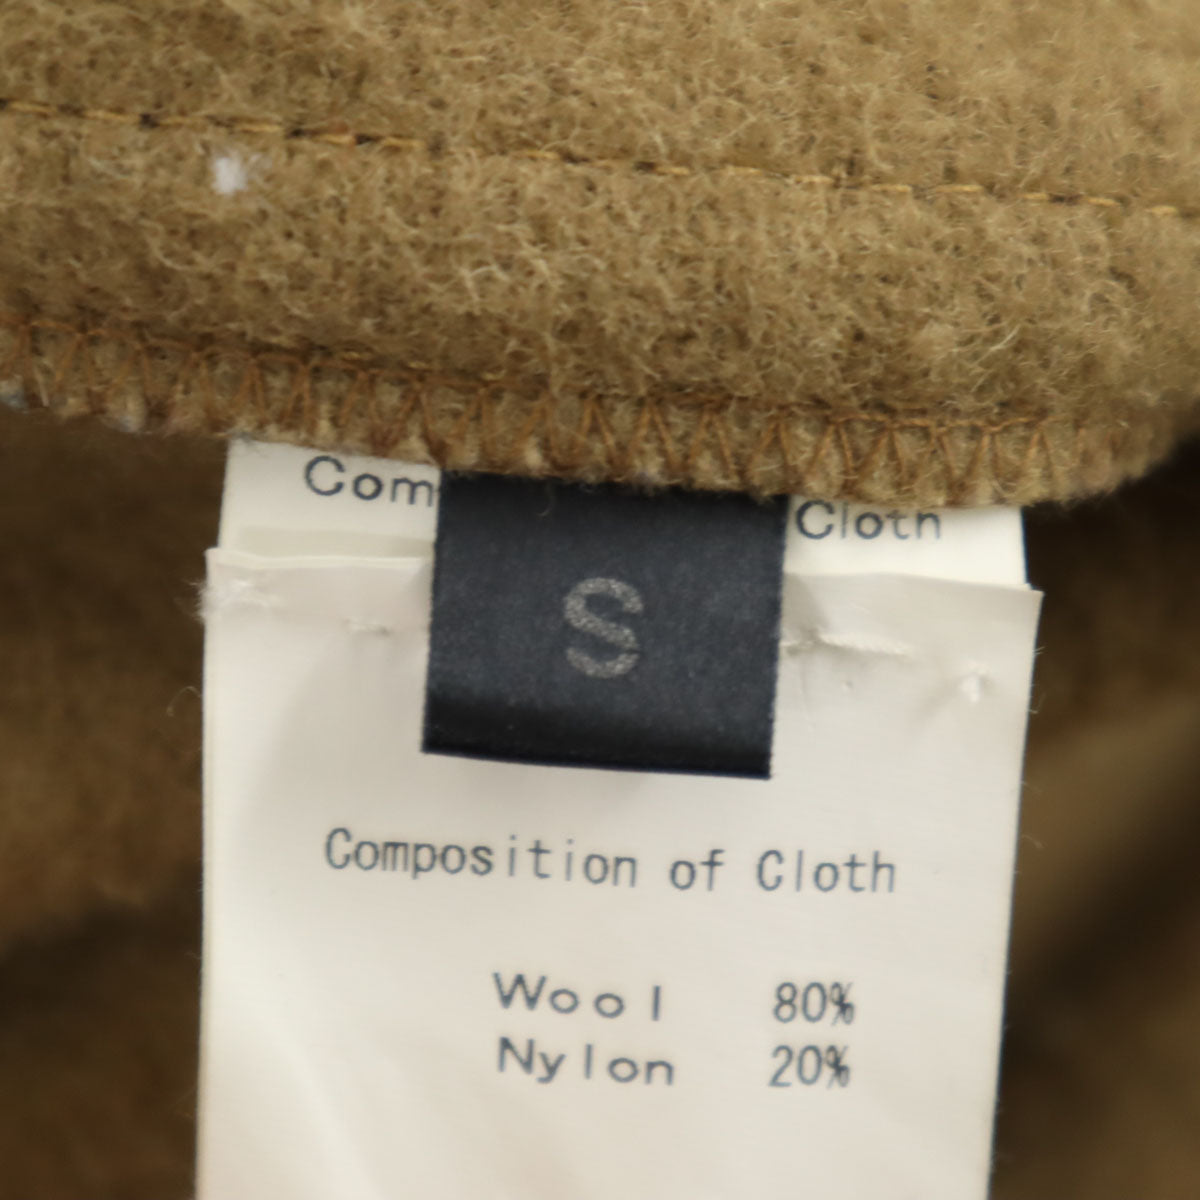 Com Cloth
S
Composition of Cloth
Wool 80%
Nylon 20%